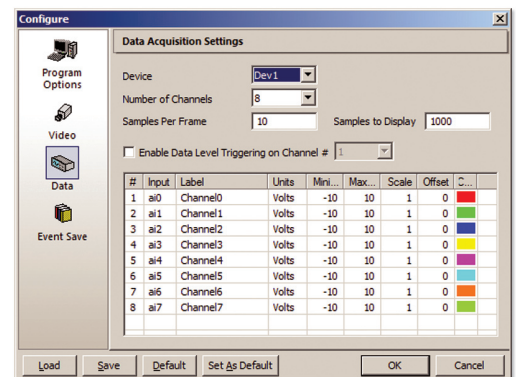 Configure
Program
Options
Video
Data
Event Save
Data Acquisition Settings
Device Dev1
Number of Channels 8
Samples Per Frame 10 Samples to Display 1000
Enable Data Level Triggering on Channel # 1
# Input Label Units Mini... Max... Scale Offset C...
1 ai0 Channel0 Volts -10 10 1 0
2 ai1 Channel1 Volts -10 10 1 0
3 ai2 Channel2 Volts -10 10 1 0
4 ai3 Channel3 Volts -10 10 1 0
5 ai4 Channel4 Volts -10 10 1 0
6 ai5 Channel5 Volts -10 10 1 0
7 ai6 Channel6 Volts -10 10 1 0
8 ai7 Channel7 Volts -10 10 1 0
Load Save Default Set As Default OK Cancel